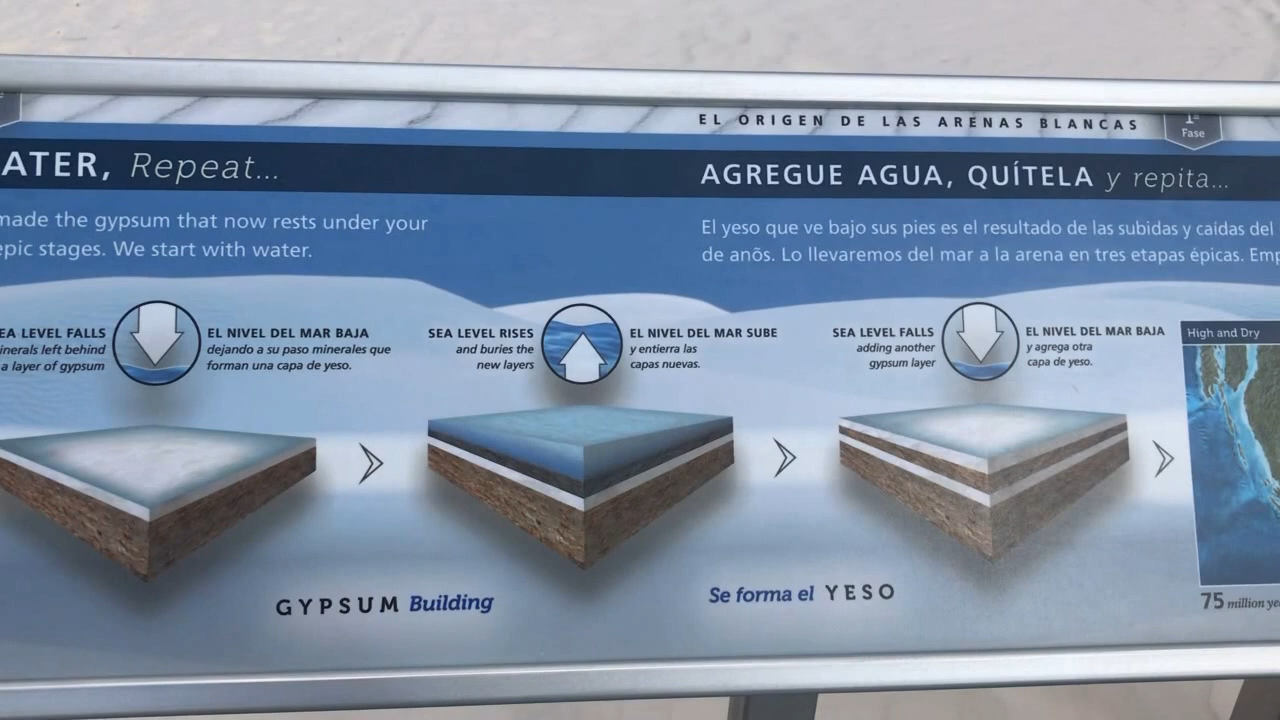 EL ORIGEN DE LAS ARENAS BLANCAS
1ª
Fase
ATER, Repeat...
made the gypsum that now rests under your
epic stages. We start with water.
AGREGUE AGUA, QUÍTELA y repita...
El yeso que ve bajo sus pies es el resultado de las subidas y caídas del
de anõs. Lo llevaremos del mar a la arena en tres etapas épicas. Emp
EA LEVEL FALLS
inerals left behind
a layer of gypsum
EL NIVEL DEL MAR BAJA
dejando a su paso minerales que
forman una capa de yeso.
SEA LEVEL RISES
and buries the
new layers
EL NIVEL DEL MAR SUBE
y entierra las
capas nuevas.
SEA LEVEL FALLS
adding another
gypsum layer
EL NIVEL DEL MAR BAJA
y agrega otra
capa de yeso.
High and Dry
75 million ye
GYPSUM Building
Se forma el YESO